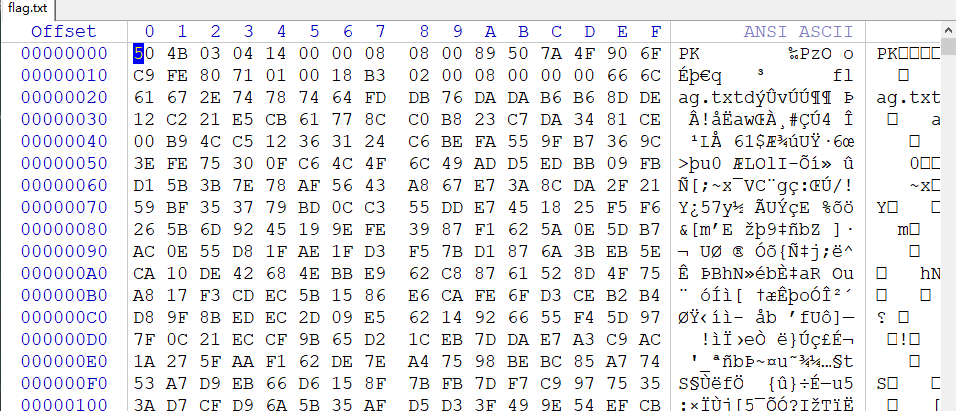 flag.txt
Offset 0 1 2 3 4 5 6 7 8 9 A B C D E F ANSI ASCII
00000000 50 4B 03 04 14 00 00 08 08 00 89 50 7A 4F 90 6F PK ‰PzO o
00000010 C9 FE 80 71 01 00 18 B3 02 00 08 00 00 00 66 6C Éþ€q ³ fl
00000020 61 67 2E 74 78 74 64 FD DB 76 DA DA B6 B6 8D DE ag.txtdýÛvÚÚ¶¶ Þ
00000030 12 C2 21 E5 CB 61 77 8C C0 B8 23 C7 DA 34 81 CE Â!åËawŒÀ¸#ÇÚ4 Î
00000040 00 B9 4C C5 12 36 31 24 C6 BE FA 55 9F B7 36 9C ¹LÅ 61$Æ¾úUŸ·6œ
00000050 3E FE 75 30 0F C6 4C 4F 6C 49 AD D5 ED BB 09 FB >þu0 ÆLOlI-Õí» û
00000060 D1 5B 3B 7E 78 AF 56 43 A8 67 E7 3A 8C DA 2F 21 Ñ[;~x¯VC¨gç:ŒÚ/!
00000070 59 BF 35 37 79 BD 0C C3 55 DD E7 45 18 25 F5 F6 Y¿57y½ ÃUÝçE %õö
00000080 26 5B 6D 92 45 19 9E FE 39 87 F1 62 5A 0E 5D B7 &[m’E žþ9‡ñbZ ]·
00000090 AC 0E 55 D8 1F AE 1F D3 F5 7B D1 87 6A 3B EB 5E ¬ UØ ® Óõ{Ñ‡j;ë^
000000A0 CA 10 DE 42 68 4E BB E9 62 C8 87 61 52 8D 4F 75 Ê ÞBhN»ébÈ‡aR Ou
000000B0 A8 17 F3 CD EC 5B 15 86 E6 CA FE 6F D3 CE B2 B4 ¨ óÍì[ †æÊþoÓÎ²´
000000C0 D8 9F 8B ED EC 2D 09 E5 62 14 92 66 55 F4 5D 97 ØŸ‹íì- åb ’fUô]—
000000D0 7F 0C 21 EC CF 9B 65 D2 1C EB 7D DA E7 A3 C9 AC !ìÏ›eÒ ë}Úç£É¬
000000E0 1A 27 5F AA F1 62 DE 7E A4 75 98 BE BC 85 A7 74 '_ªñbÞ~¤u˜¾¼…§t
000000F0 53 A7 D9 EB 66 D6 15 8F 7B FB 7D F7 C9 97 75 35 S§ÙëfÖ {û}÷É—u5
00000100 3A D7 CF D9 6A 5B 35 AF D5 D3 3F 49 9E 54 EF CB :×ÏÙj[5¯ÕÓ?IžTïË